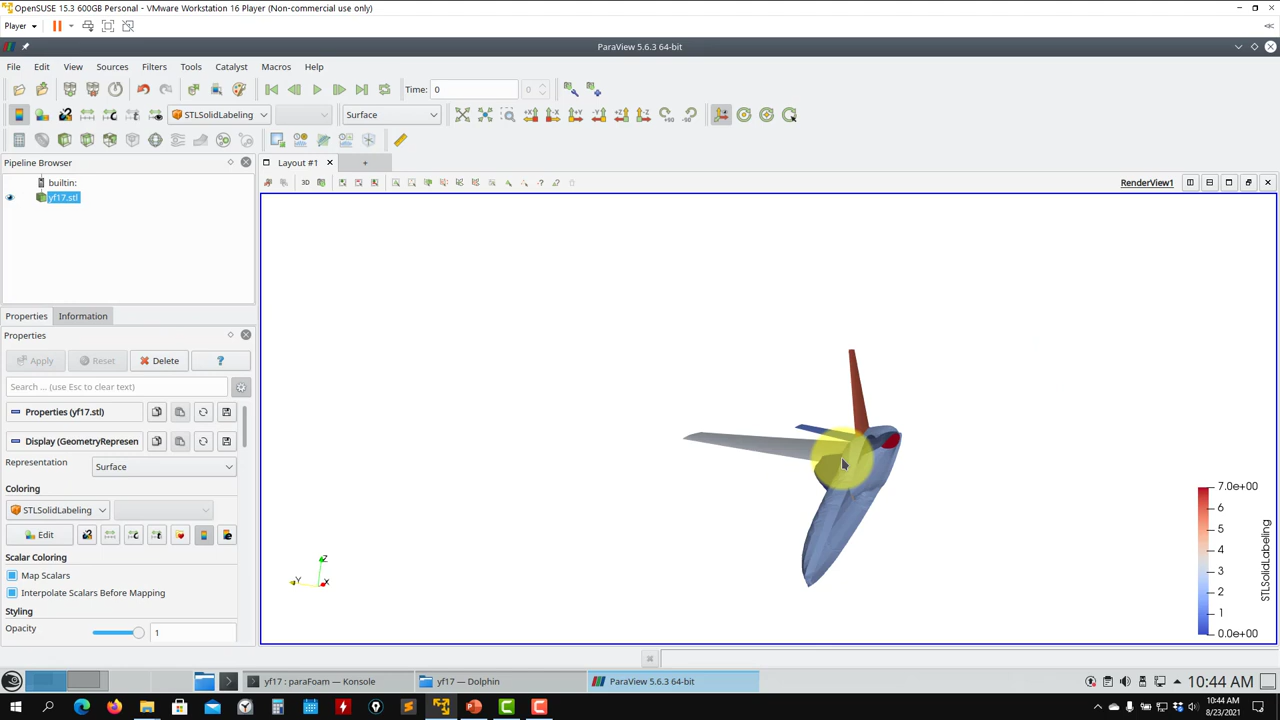 OpenSUSE 15.3 600GB Personal - VMware Workstation 16 Player (Non-commercial use only)
Player
ParaView 5.6.3 64-bit
File Edit View Sources Filters Tools Catalyst Macros Help
Time: 0 0
STLSolidLabeling Surface +X -X +Y -Y +Z -Z +90 -90
Pipeline Browser
Layout #1 +
builtin:
3D ? RenderView1
yf17.stl
Properties Information
Properties
Apply Reset Delete ?
Search ... (use Esc to clear text)
Properties (yf17.stl)
Display (GeometryRepresen
Representation Surface
Coloring
STLSolidLabeling
Edit
Scalar Coloring
Map Scalars
Interpolate Scalars Before Mapping
Styling
Opacity 1
Z
Y
X
7.0e+00
6
5
4
3
2
1
0.0e+00
STLSolidLabeling
yf17 : paraFoam — Konsole
yf17 — Dolphin
ParaView 5.6.3 64-bit
10:44 AM
10:44 AM
8/23/2021